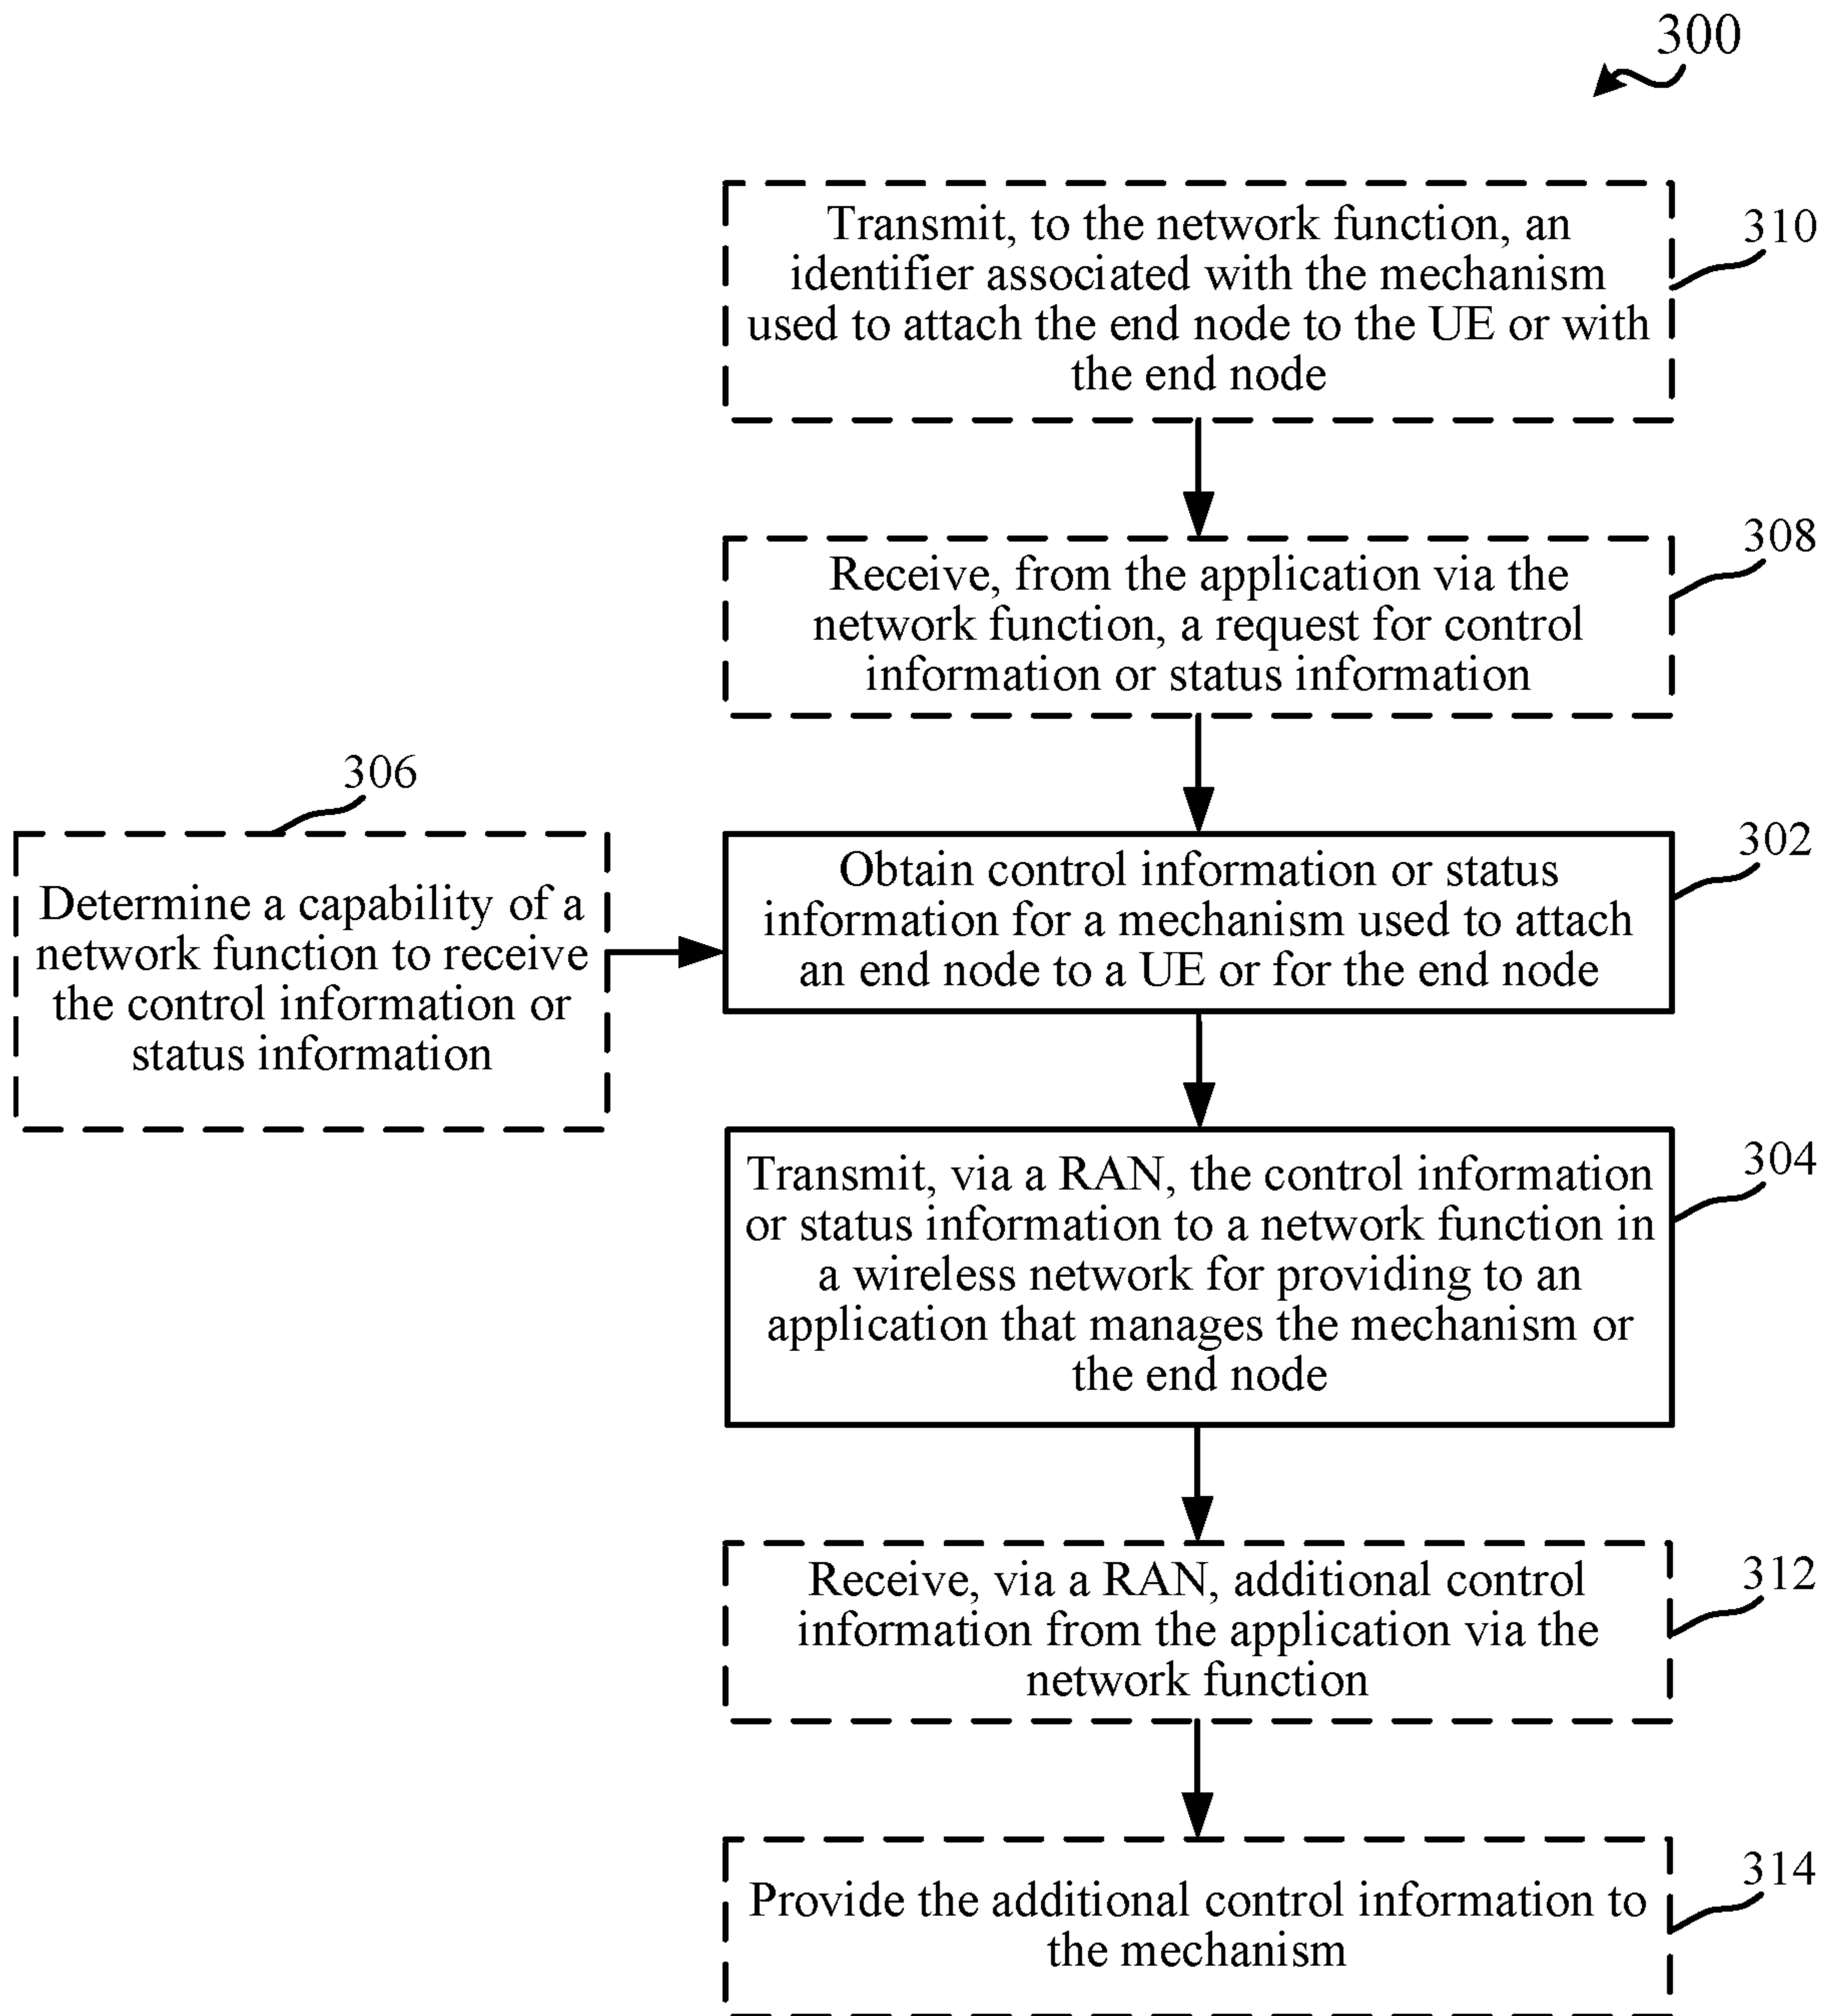 300
Transmit, to the network function, an
identifier associated with the mechanism
used to attach the end node to the UE or with
the end node
310
Receive, from the application via the
network function, a request for control
information or status information
308
306
Determine a capability of a
network function to receive
the control information or
status information
Obtain control information or status
information for a mechanism used to attach
an end node to a UE or for the end node
302
Transmit, via a RAN, the control information
or status information to a network function in
a wireless network for providing to an
application that manages the mechanism or
the end node
304
Receive, via a RAN, additional control
information from the application via the
network function
312
Provide the additional control information to
the mechanism
314